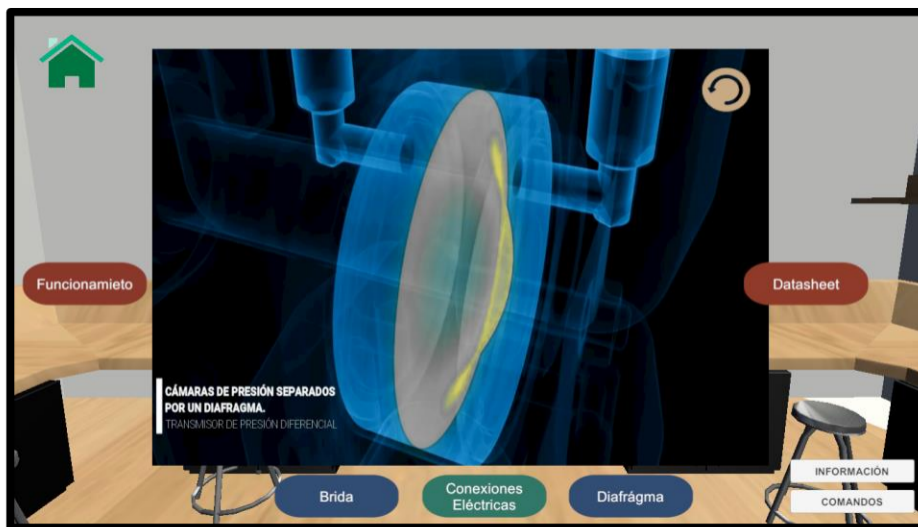 Funcionamieto
Datasheet
CÁMARAS DE PRESIÓN SEPARADOS
POR UN DIAFRAGMA.
TRANSMISOR DE PRESIÓN DIFERENCIAL
Brida
Conexiones
Eléctricas
Diafrágma
INFORMACIÓN
COMANDOS